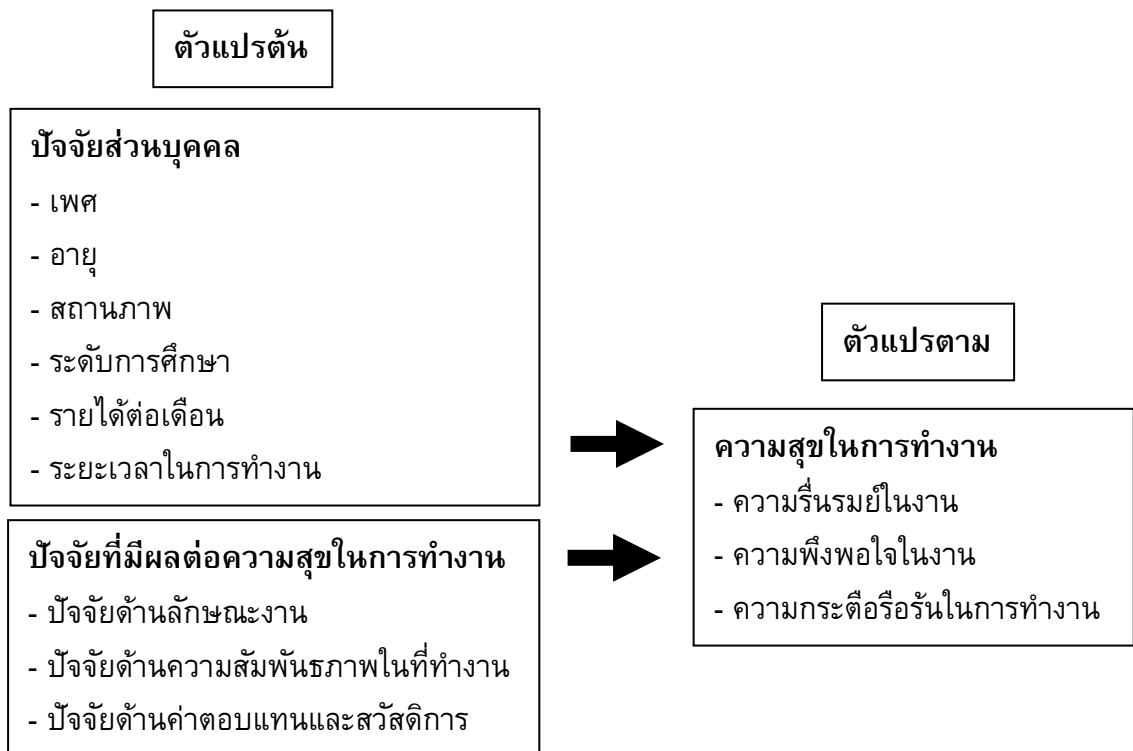 ตัวแปรต้น
ปัจจัยส่วนบุคคล
- เพศ
- อายุ
- สถานภาพ
- ระดับการศึกษา
- รายได้ต่อเดือน
- ระยะเวลาในการทำงาน
ปัจจัยที่มีผลต่อความสุขในการทำงาน
- ปัจจัยด้านลักษณะงาน
- ปัจจัยด้านความสัมพันธภาพในที่ทำงาน
- ปัจจัยด้านค่าตอบแทนและสวัสดิการ
ตัวแปรตาม
ความสุขในการทำงาน
- ความรื่นรมย์ในงาน
- ความพึงพอใจในงาน
- ความกระตือรือร้นในการทำงาน